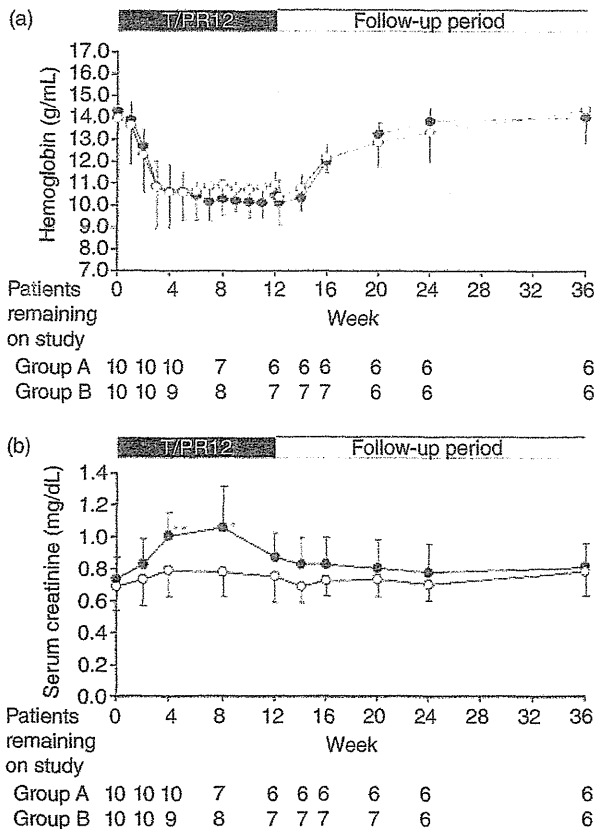 (a)
T/PR12 Follow-up period
17.0
16.0
15.0
14.0
13.0
12.0
11.0
10.0
9.0
8.0
7.0
Hemoglobin (g/mL)
0 4 8 12 16 20 24 28 32 36
Week
Patients
remaining
on study
Group A 10 10 10 7 6 6 6 6 6 6
Group B 10 10 9 8 7 7 7 6 6 6
(b)
T/PR12 Follow-up period
1.4
1.2
1.0
0.8
0.6
0.4
0.2
0.0
Serum creatinine (mg/dL)
0 4 8 12 16 20 24 28 32 36
Week
Patients
remaining
on study
Group A 10 10 10 7 6 6 6 6 6 6
Group B 10 10 9 8 7 7 7 7 6 6